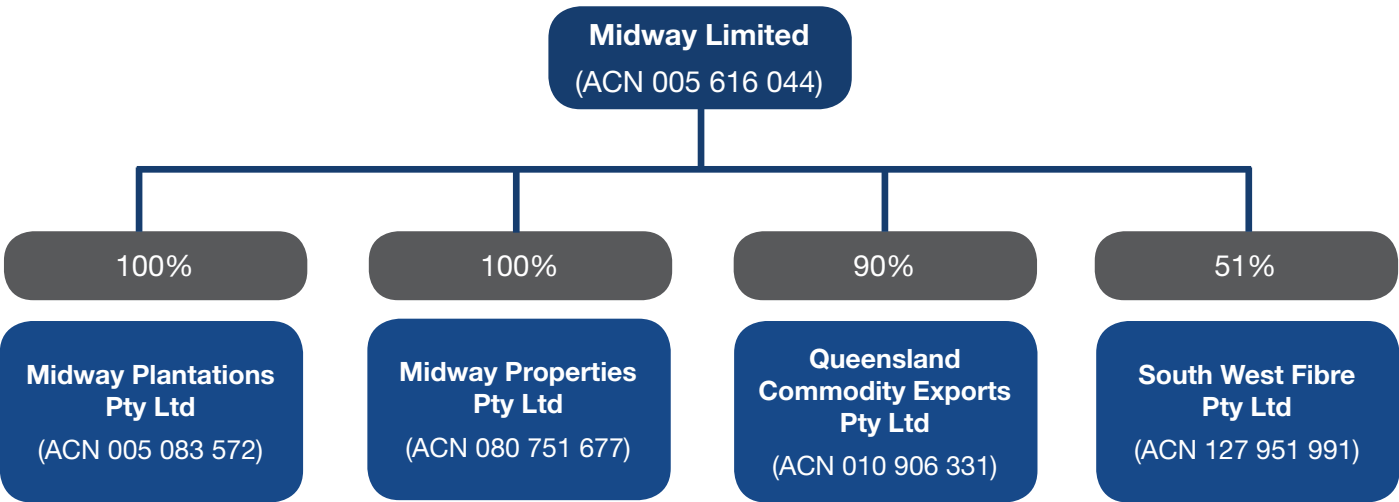 Midway Limited
(ACN 005 616 044)
100%
100%
90%
51%
Midway Plantations
Pty Ltd
(ACN 005 083 572)
Midway Properties
Pty Ltd
(ACN 080 751 677)
Queensland
Commodity Exports
Pty Ltd
(ACN 010 906 331)
South West Fibre
Pty Ltd
(ACN 127 951 991)